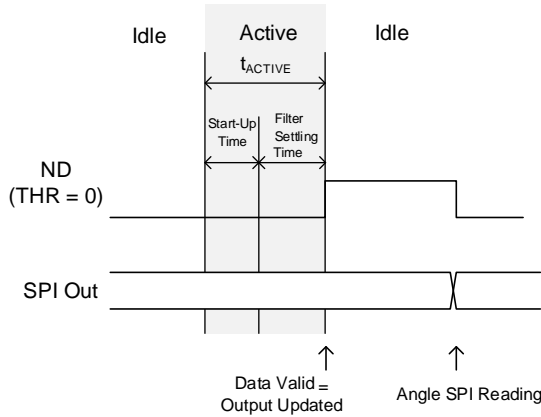 Idle
Active
Idle
tACTIVE
Start-Up
Time
Filter
Settling
Time
ND
(THR = 0)
SPI Out
Data Valid =
Output Updated
Angle SPI Reading